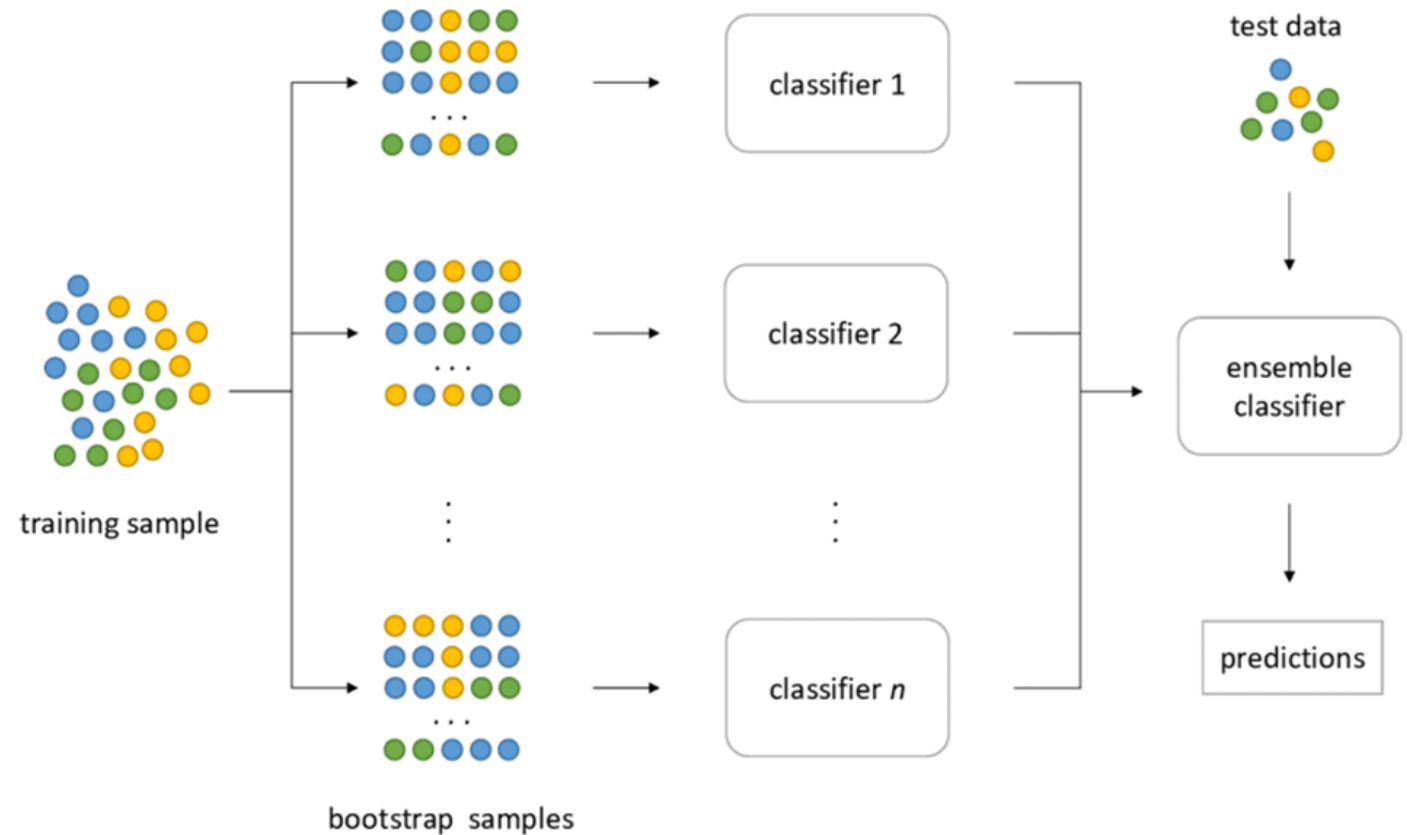 test data
classifier 1
. . .
classifier 2
. . .
ensemble
classifier
training sample
predictions
classifier n
. . .
bootstrap samples